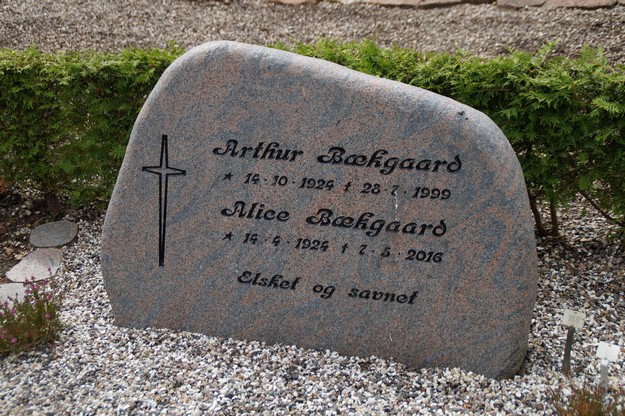 Arthur Bækgaard
* 14·10·1924 † 28·7·1999
Alice Bækgaard
* 14·4·1924 † 7·5·2016
Elsket og savnet